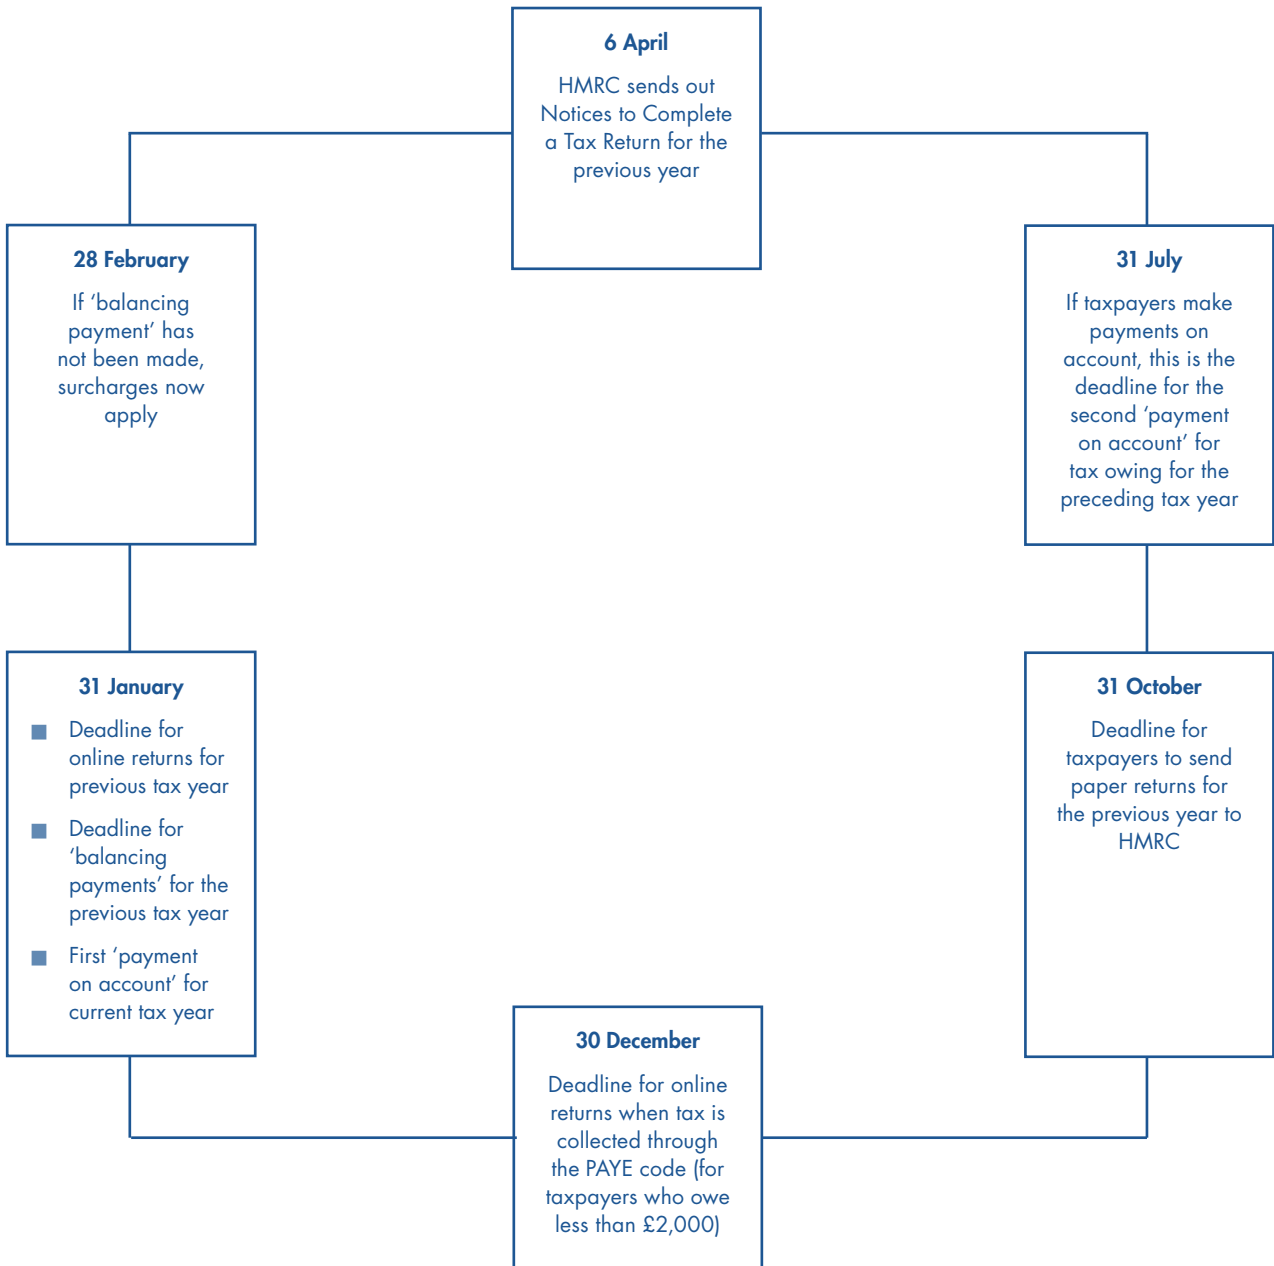 6 April
HMRC sends out
Notices to Complete
a Tax Return for the
previous year
31 July
If taxpayers make
payments on
account, this is the
deadline for the
second ‘payment
on account’ for
tax owing for the
preceding tax year
31 October
Deadline for
taxpayers to send
paper returns for
the previous year to
HMRC
30 December
Deadline for online
returns when tax is
collected through
the PAYE code (for
taxpayers who owe
less than £2,000)
31 January
Deadline for
online returns for
previous tax year
Deadline for
‘balancing
payments’ for the
previous tax year
First ‘payment
on account’ for
current tax year
28 February
If ‘balancing
payment’ has
not been made,
surcharges now
apply